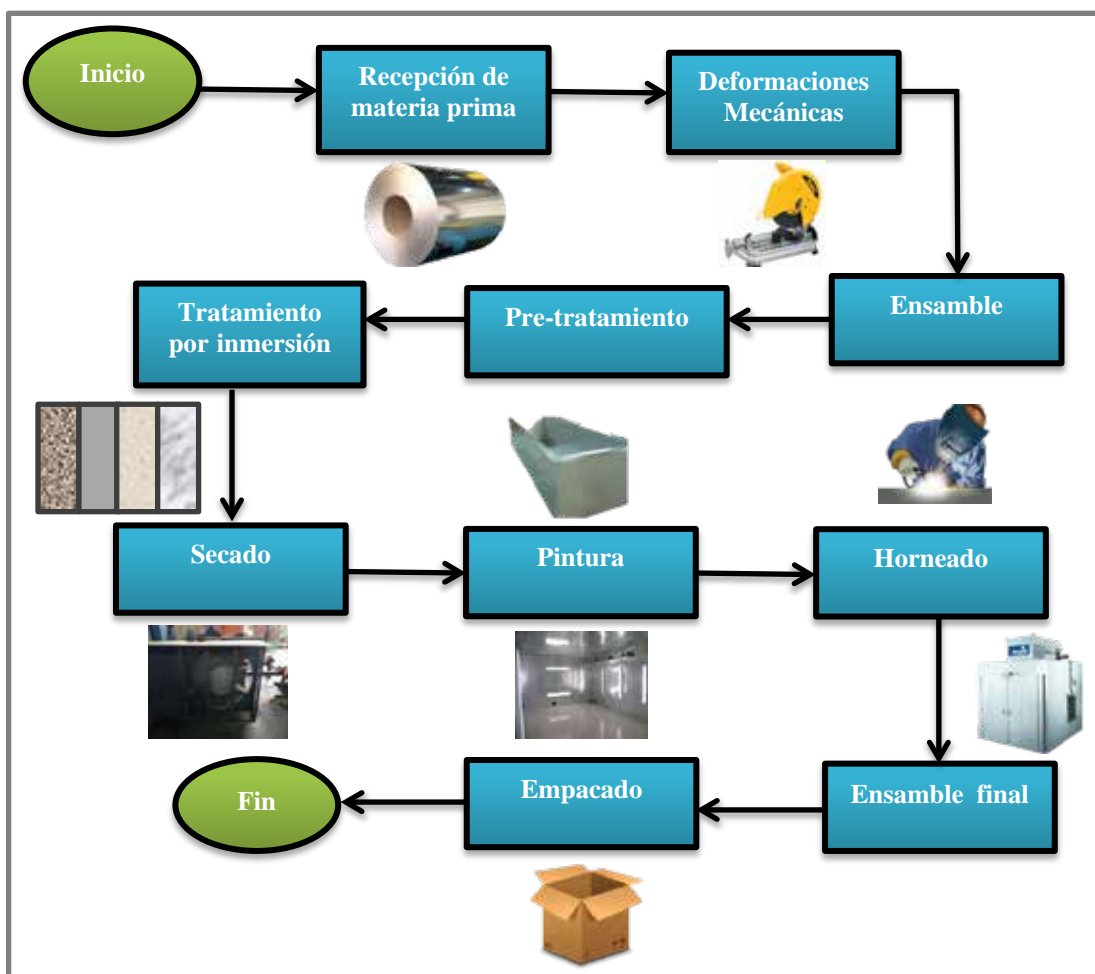 Inicio
Recepción de
materia prima
Deformaciones
Mecánicas
Ensamble
Pre-tratamiento
Tratamiento
por inmersión
Secado
Pintura
Horneado
Ensamble final
Empacado
Fin